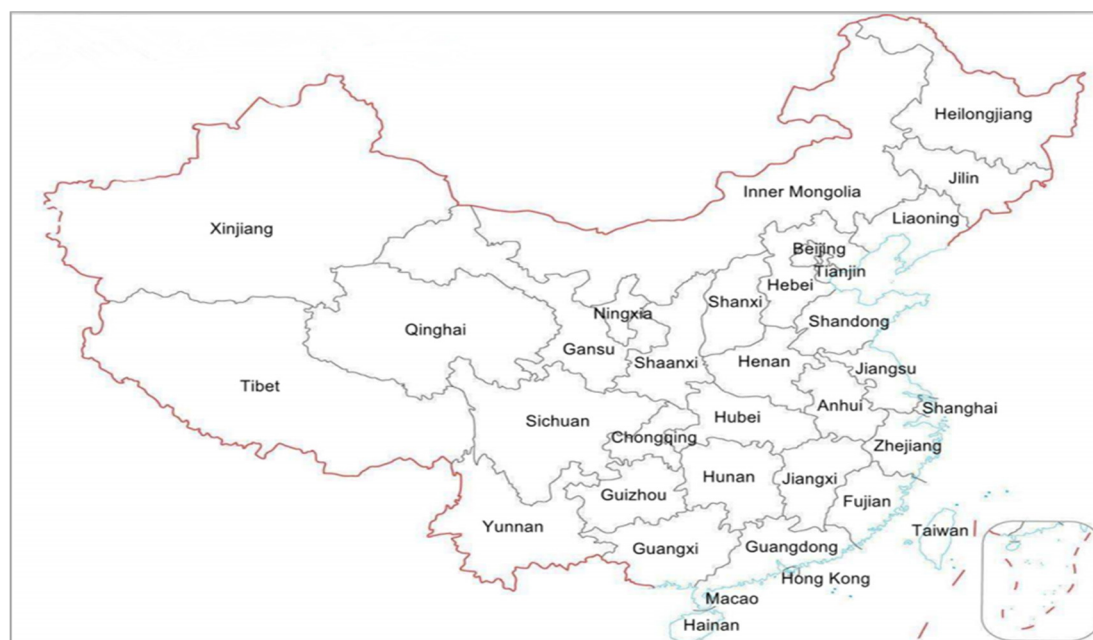 Heilongjiang
Jilin
Inner Mongolia
Liaoning
Xinjiang
Beijing
Tianjin
Hebei
Shanxi
Ningxia
Shandong
Qinghai
Gansu
Shaanxi
Henan
Jiangsu
Tibet
Anhui
Shanghai
Sichuan
Hubei
Chongqing
Zhejiang
Hunan
Jiangxi
Guizhou
Fujian
Yunnan
Taiwan
Guangxi
Guangdong
Hong Kong
Macao
Hainan